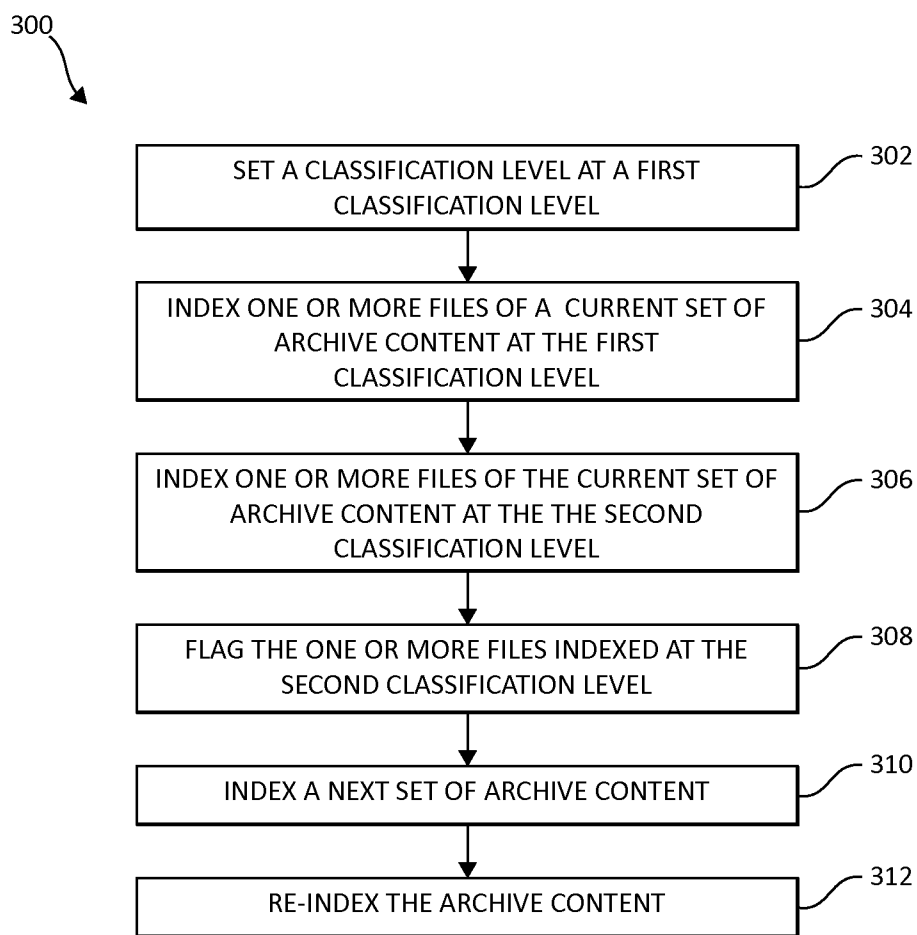 300
SET A CLASSIFICATION LEVEL AT A FIRST
CLASSIFICATION LEVEL
302
INDEX ONE OR MORE FILES OF A CURRENT SET OF
ARCHIVE CONTENT AT THE FIRST
CLASSIFICATION LEVEL
304
INDEX ONE OR MORE FILES OF THE CURRENT SET OF
ARCHIVE CONTENT AT THE THE SECOND
CLASSIFICATION LEVEL
306
FLAG THE ONE OR MORE FILES INDEXED AT THE
SECOND CLASSIFICATION LEVEL
308
INDEX A NEXT SET OF ARCHIVE CONTENT
310
RE-INDEX THE ARCHIVE CONTENT
312